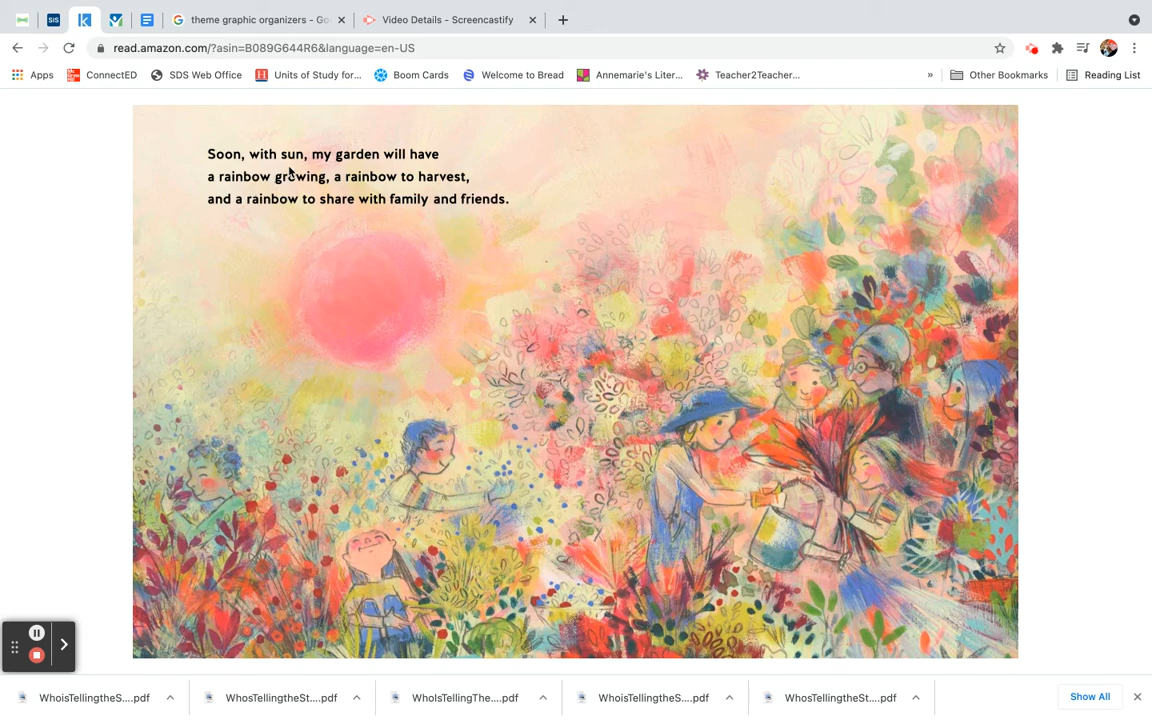 SIS
theme graphic organizers - Go
Video Details - Screencastify
read.amazon.com/?asin=B089G644R6&language=en-US
Apps
ConnectED
SDS Web Office
Units of Study for...
Boom Cards
Welcome to Bread
Annemarie's Liter...
Teacher2Teacher...
»
Other Bookmarks
Reading List
Soon, with sun, my garden will have
a rainbow growing, a rainbow to harvest,
and a rainbow to share with family and friends.
WhoisTellingtheS....pdf
WhosTellingtheSt....pdf
WhoIsTellingThe....pdf
WhoisTellingtheS....pdf
WhosTellingtheSt....pdf
Show All